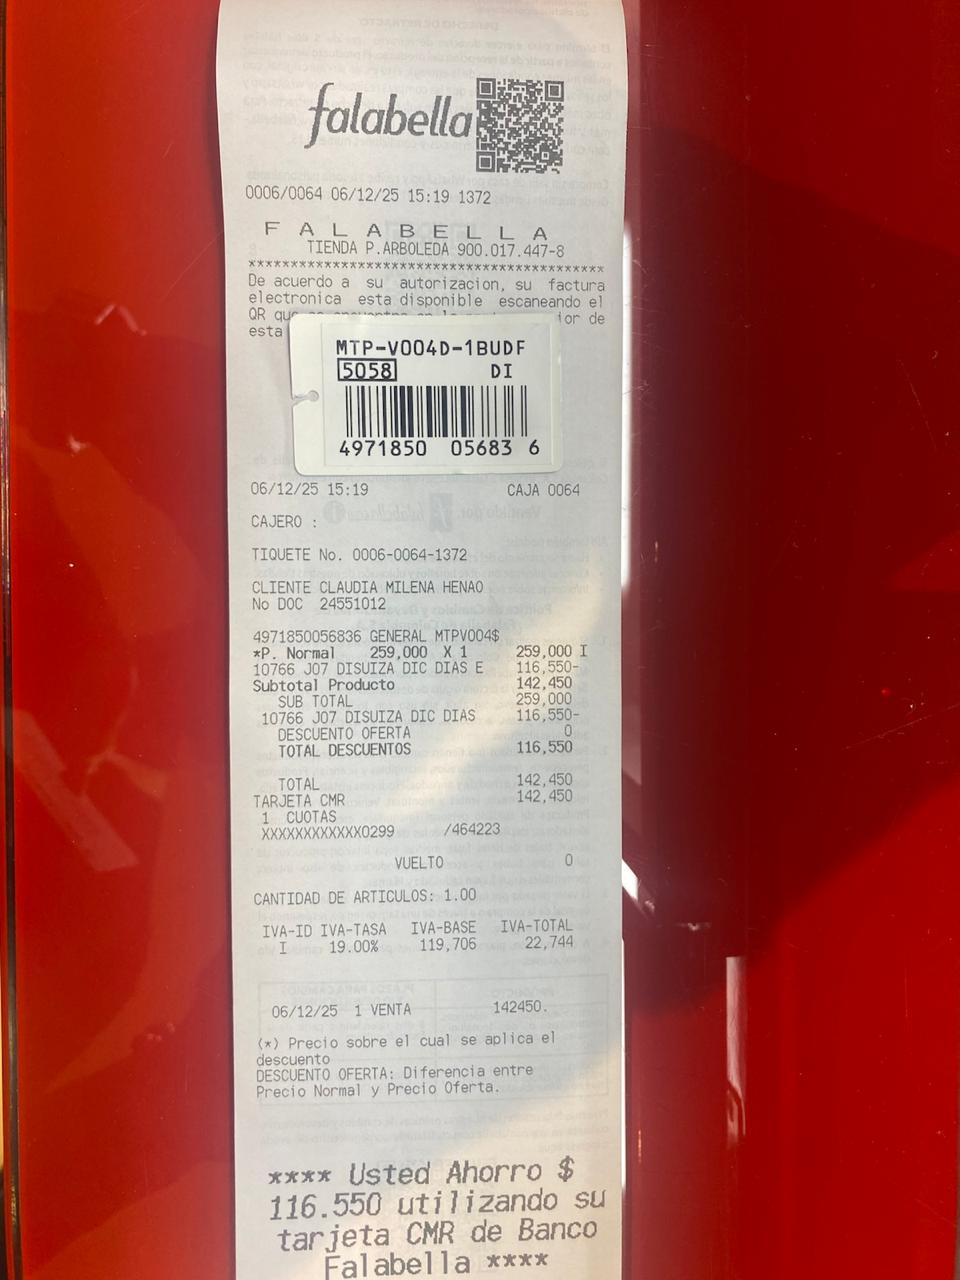 falabella
0006/0064 06/12/25 15:19 1372
F A L A B E L L A
TIENDA P.ARBOLEDA 900.017.447-8
******************************************
De acuerdo a su autorizacion, su factura
electronica esta disponible escaneando el
QR que se encuentra en la ior de
esta
MTP-V004D-1BUDF
5058 DI
4971850 05683 6
06/12/25 15:19 CAJA 0064
CAJERO :
TIQUETE No. 0006-0064-1372
CLIENTE CLAUDIA MILENA HENAO
No DOC 24551012
4971850056836 GENERAL MTPV004$
*P. Normal 259,000 X 1 259,000 I
10766 J07 DISUIZA DIC DIAS E 116,550-
Subtotal Producto 142,450
SUB TOTAL 259,000
10766 J07 DISUIZA DIC DIAS 116,550-
DESCUENTO OFERTA 0
TOTAL DESCUENTOS 116,550
TOTAL 142,450
TARJETA CMR 142,450
1 CUOTAS
XXXXXXXXXXXX0299 /464223
VUELTO 0
CANTIDAD DE ARTICULOS: 1.00
IVA-ID IVA-TASA IVA-BASE IVA-TOTAL
I 19.00% 119,706 22,744
06/12/25 1 VENTA 142450.
(*) Precio sobre el cual se aplica el
descuento
DESCUENTO OFERTA: Diferencia entre
Precio Normal y Precio Oferta.
**** Usted Ahorro $
116.550 utilizando su
tarjeta CMR de Banco
Falabella ****